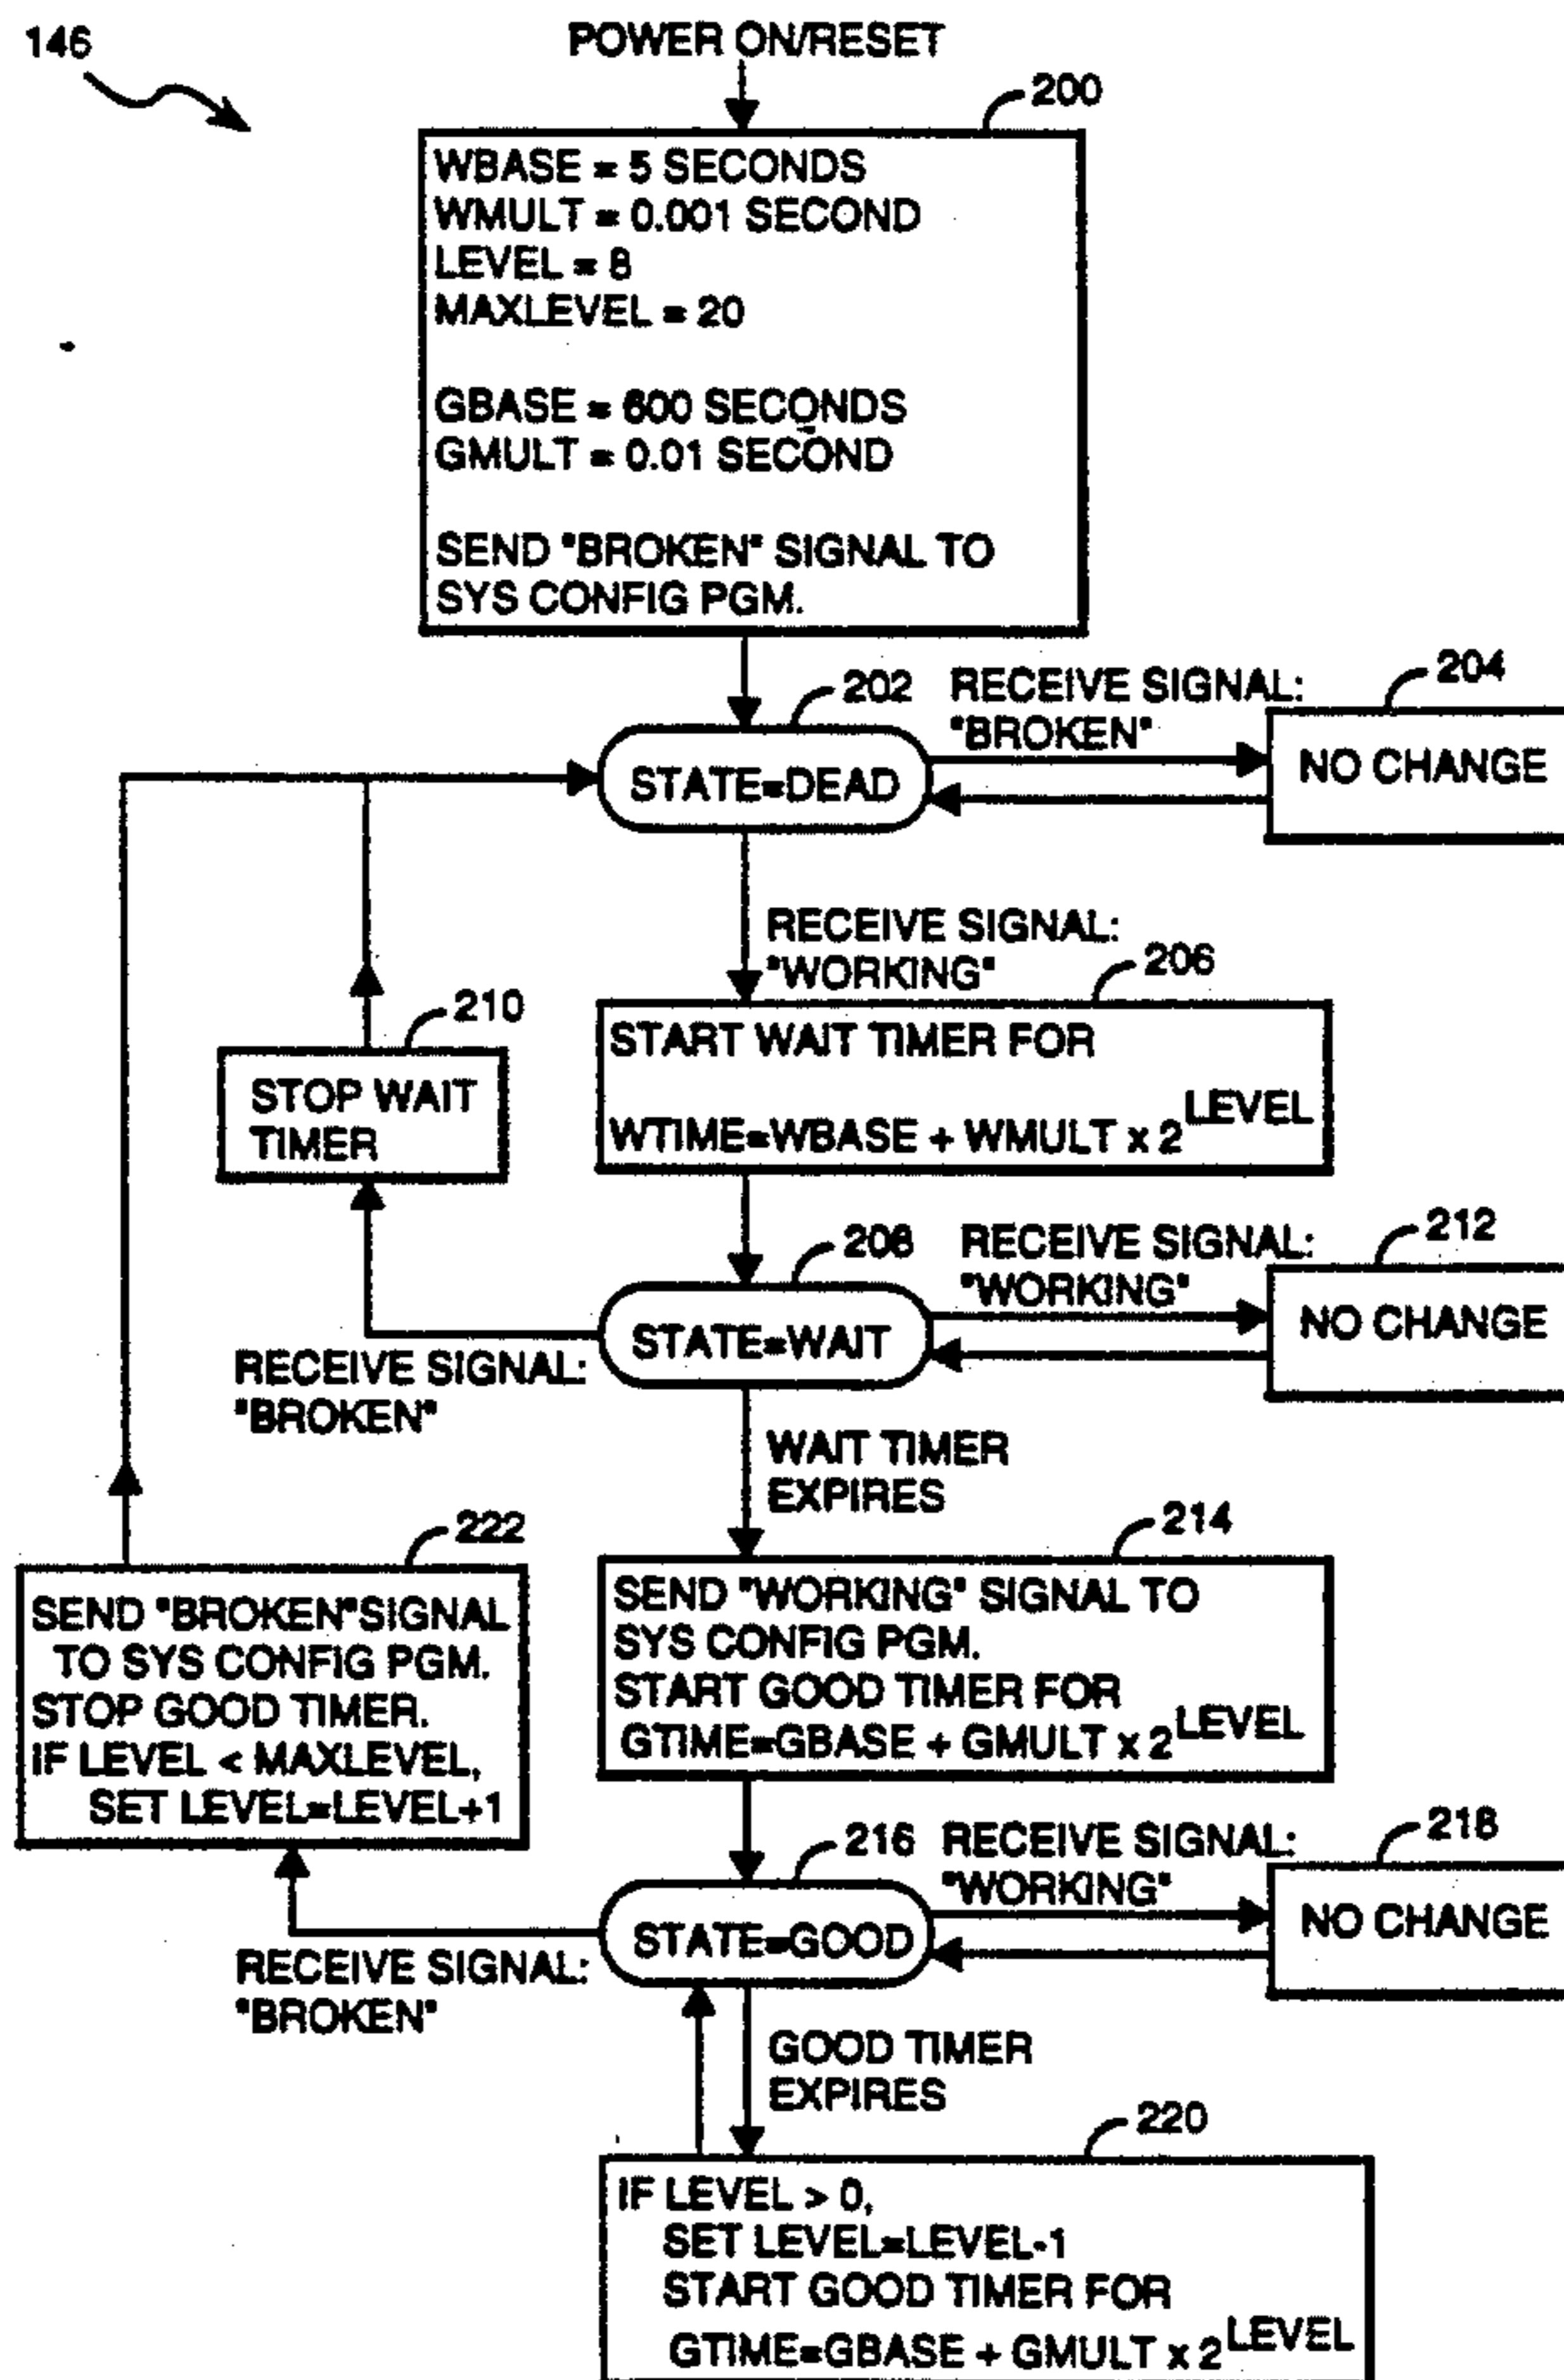 146
POWER ON/RESET
200
WBASE = 5 SECONDS
WMULT = 0.001 SECOND
LEVEL = 8
MAXLEVEL = 20
GBASE = 600 SECONDS
GMULT = 0.01 SECOND
SEND "BROKEN" SIGNAL TO
SYS CONFIG PGM.
202
RECEIVE SIGNAL:
"BROKEN"
204
STATE=DEAD
NO CHANGE
RECEIVE SIGNAL:
"WORKING"
206
210
START WAIT TIMER FOR
WTIME=WBASE + WMULT x 2^LEVEL
STOP WAIT
TIMER
208
RECEIVE SIGNAL:
"WORKING"
212
STATE=WAIT
NO CHANGE
RECEIVE SIGNAL:
"BROKEN"
WAIT TIMER
EXPIRES
222
214
SEND "BROKEN"SIGNAL
TO SYS CONFIG PGM.
STOP GOOD TIMER.
IF LEVEL < MAXLEVEL,
SET LEVEL=LEVEL+1
SEND "WORKING" SIGNAL TO
SYS CONFIG PGM.
START GOOD TIMER FOR
GTIME=GBASE + GMULT x 2^LEVEL
216
RECEIVE SIGNAL:
"WORKING"
218
STATE=GOOD
NO CHANGE
RECEIVE SIGNAL:
"BROKEN"
GOOD TIMER
EXPIRES
220
IF LEVEL > 0,
SET LEVEL=LEVEL-1
START GOOD TIMER FOR
GTIME=GBASE + GMULT x 2^LEVEL